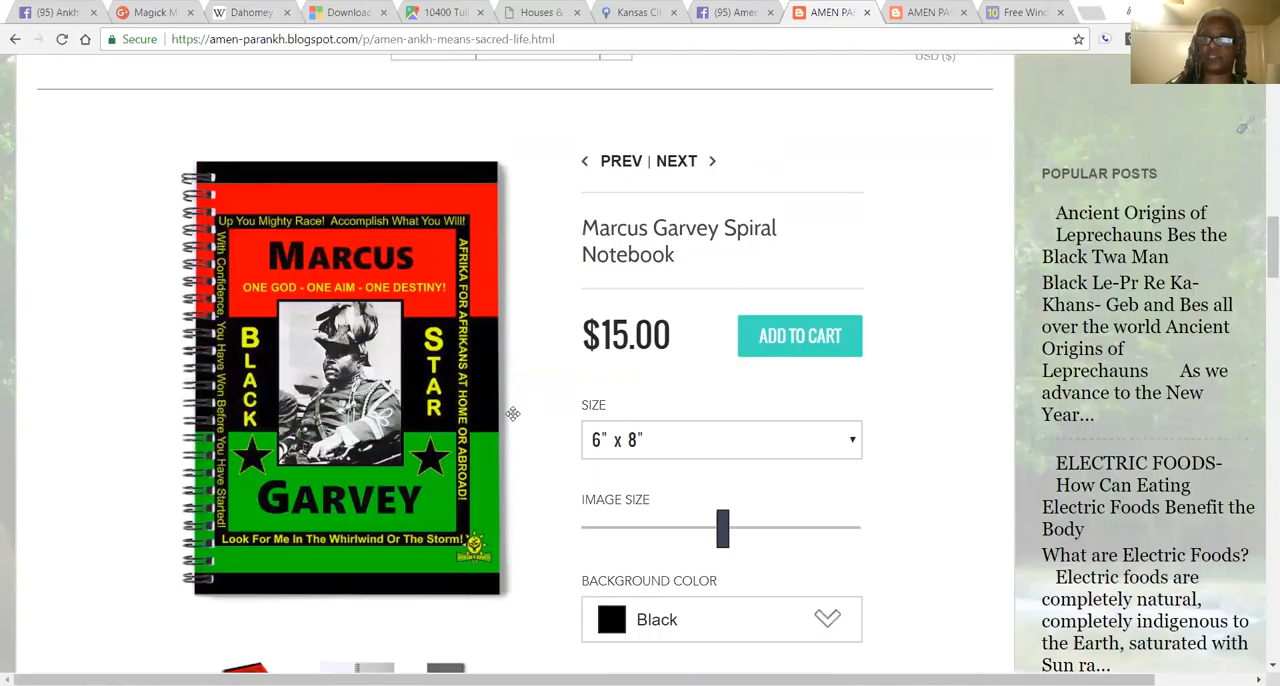 (95) Ankh
Magick M
Dahomey
Download
10400 Tul
Houses &
Kansas Cit
(95) Amer
AMEN PA
AMEN PA
Free Win
Secure
https://amen-parankh.blogspot.com/p/amen-ankh-means-sacred-life.html
USD ($)
PREV | NEXT
Marcus Garvey Spiral
Notebook
$15.00
ADD TO CART
SIZE
6" x 8"
IMAGE SIZE
BACKGROUND COLOR
Black
Up You Mighty Race! Accomplish What You Will!
MARCUS
ONE GOD - ONE AIM - ONE DESTINY!
With Confidence, You Have Won Before You Have Started!
BLACK
STAR
AFRIKA FOR AFRIKANS AT HOME OR ABROAD!
GARVEY
Look For Me In The Whirlwind Or The Storm!
POPULAR POSTS
Ancient Origins of
Leprechauns Bes the
Black Twa Man
Black Le-Pr Re Ka-
Khans- Geb and Bes all
over the world Ancient
Origins of
Leprechauns As we
advance to the New
Year...
ELECTRIC FOODS-
How Can Eating
Electric Foods Benefit the
Body
What are Electric Foods?
Electric foods are
completely natural,
completely indigenous to
the Earth, saturated with
Sun ra...